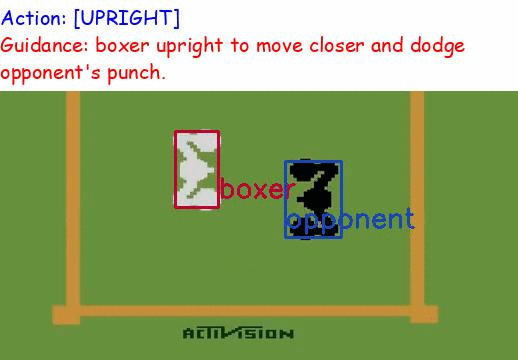 Action: [UPRIGHT]
Guidance: boxer upright to move closer and dodge
opponent's punch.
boxer
opponent
ACTIVISION